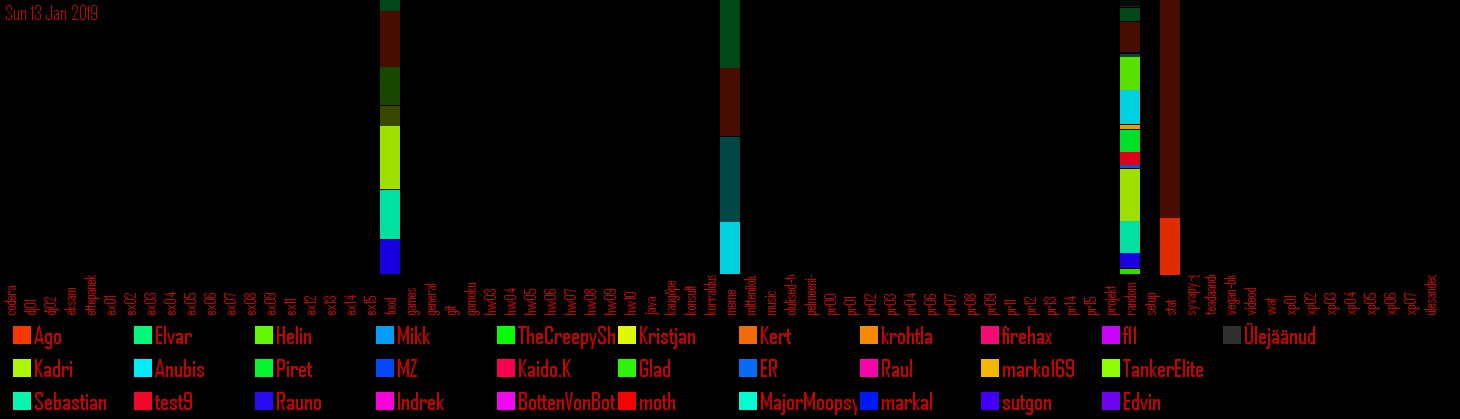 Sun 13 Jan 2019
codera dj01 dj02 eksam ettepanek ex01 ex02 ex03 ex04 ex05 ex06 ex07 ex08 ex09 ex11 ex12 ex13 ex14 ex15 food games general git gomoku hw03 hw04 hw05 hw06 hw07 hw08 hw09 hw10 java kaugõpe konsult korraldus meme mitteniiolu music olulised-t pelmeeni- pr00 pr01 pr02 pr03 pr04 pr06 pr07 pr08 pr09 pr11 pr12 pr13 pr14 pr15 projekt random setup stat syvapy-t teadaande vegan-blu videod wat xp01 xp02 xp03 xp04 xp05 xp06 xp07 ülesanded
Ago Elvar Helin Mikk TheCreepySh Kristjan Kert krohtla firehax fl1 Ülejäänud
Kadri Anubis Piret MZ Kaido.K Glad ER Raul marko169 TankerElite
Sebastian test9 Rauno Indrek BottenVonBot moth MajorMoopsy markal sutgon Edvin